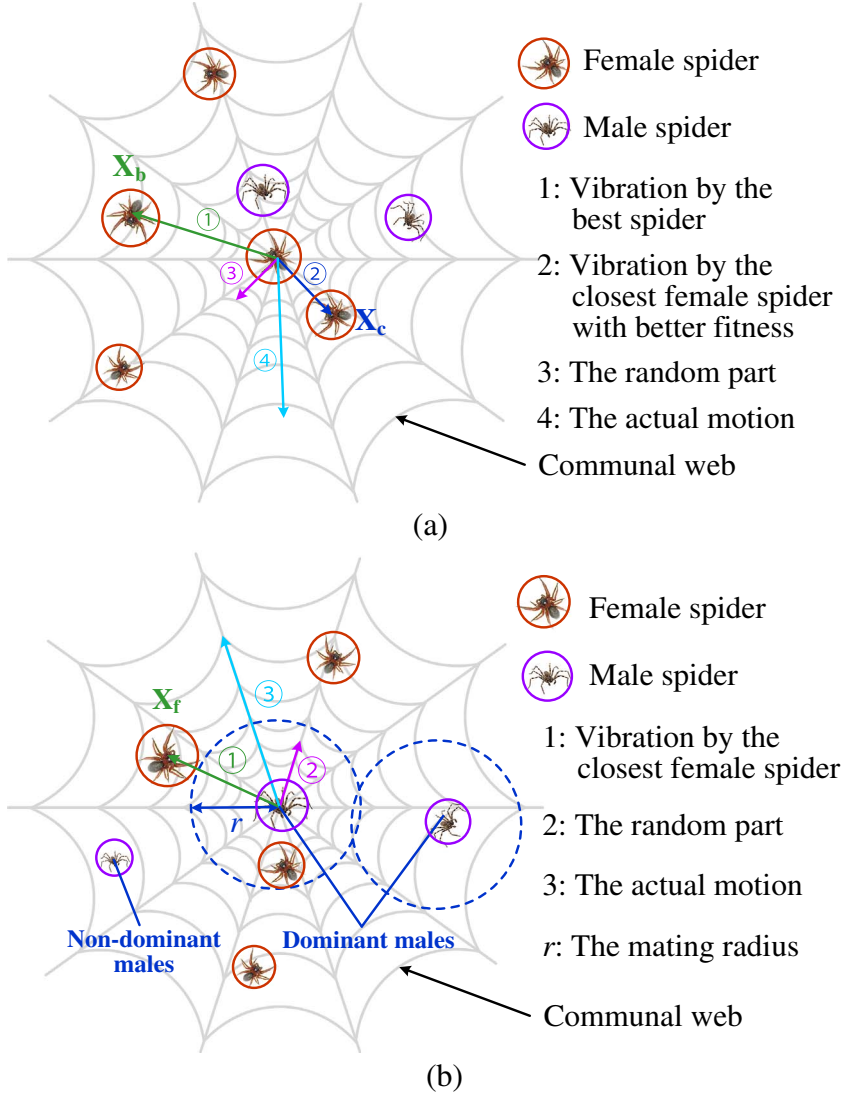 Female spider
Male spider
X_b
①
1: Vibration by the
best spider
③
②
2: Vibration by the
closest female spider
with better fitness
X_c
④
3: The random part
4: The actual motion
Communal web
(a)
Female spider
Male spider
X_f
③
①
②
1: Vibration by the
closest female spider
r
2: The random part
3: The actual motion
Non-dominant
males
Dominant males
r: The mating radius
Communal web
(b)